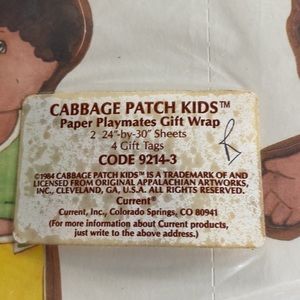 CABBAGE PATCH KIDS™
Paper Playmates Gift Wrap
2 24"-by-30" Sheets
4 Gift Tags
CODE 9214-3
©1984 CABBAGE PATCH KIDS™ IS A TRADEMARK OF AND
LICENSED FROM ORIGINAL APPALACHIAN ARTWORKS,
INC., CLEVELAND, GA, U.S.A. ALL RIGHTS RESERVED.
Current®
Current, Inc., Colorado Springs, CO 80941
(For more information about Current products,
just write to the above address.)